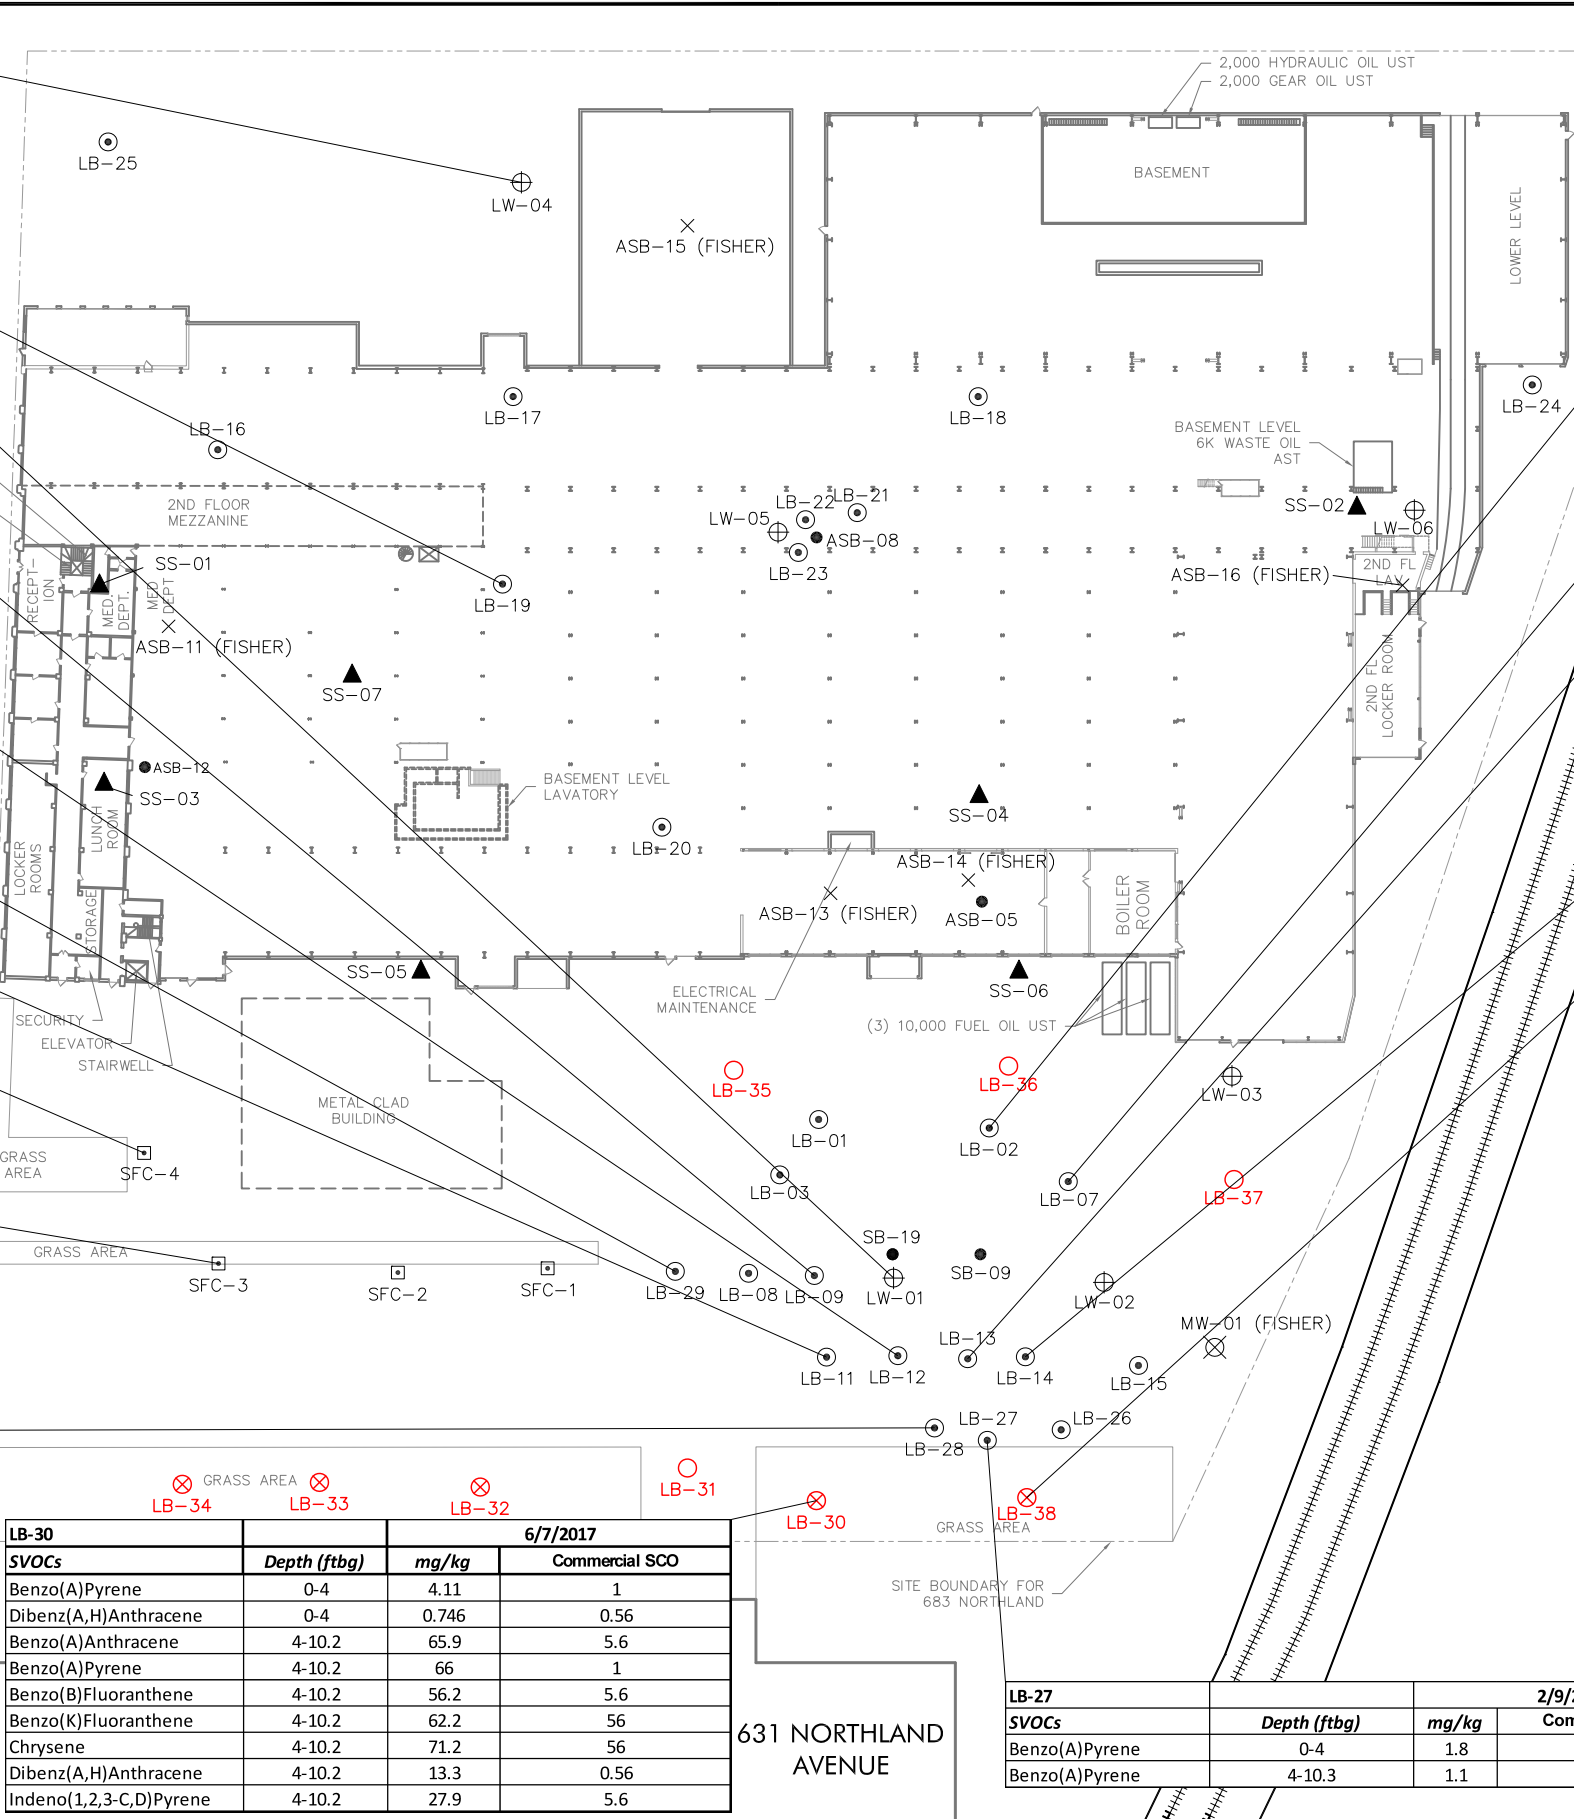 2,000 HYDRAULIC OIL UST
2,000 GEAR OIL UST
LB-25
LW-04
ASB-15 (FISHER)
BASEMENT
LOWER LEVEL
LB-16
LB-17
LB-18
LB-24
BASEMENT LEVEL
6K WASTE OIL
AST
2ND FLOOR
MEZZANINE
LW-05
LB-22
LB-21
ASB-08
LB-23
SS-02
LW-06
SS-01
RECEPT-
ION
MED.
DEPT.
MED
DEPT
LB-19
ASB-16 (FISHER)
2ND FL
LAV.
ASB-11 (FISHER)
SS-07
2ND FL
LOCKER ROOM
ASB-12
SS-03
LUNCH
ROOM
BASEMENT LEVEL
LAVATORY
SS-04
LB-20
LOCKER
ROOMS
ASB-14 (FISHER)
ASB-13 (FISHER)
ASB-05
BOILER
ROOM
STORAGE
SS-05
SS-06
ELECTRICAL
MAINTENANCE
(3) 10,000 FUEL OIL UST
SECURITY
ELEVATOR
STAIRWELL
LB-35
LB-36
LW-03
METAL CLAD
BUILDING
LB-01
LB-02
GRASS
AREA
SFC-4
LB-03
LB-07
LB-37
GRASS AREA
SB-19
SB-09
SFC-3
SFC-2
SFC-1
LB-29
LB-08
LB-09
LW-01
LW-02
MW-01 (FISHER)
LB-13
LB-11
LB-12
LB-14
LB-15
LB-27
LB-26
LB-28
GRASS AREA
LB-34
LB-33
LB-32
LB-31
LB-30
LB-38
GRASS AREA
SITE BOUNDARY FOR
683 NORTHLAND
LB-30 6/7/2017
SVOCs Depth (ftbg) mg/kg Commercial SCO
Benzo(A)Pyrene 0-4 4.11 1
Dibenz(A,H)Anthracene 0-4 0.746 0.56
Benzo(A)Anthracene 4-10.2 65.9 5.6
Benzo(A)Pyrene 4-10.2 66 1
Benzo(B)Fluoranthene 4-10.2 56.2 5.6
Benzo(K)Fluoranthene 4-10.2 62.2 56
Chrysene 4-10.2 71.2 56
Dibenz(A,H)Anthracene 4-10.2 13.3 0.56
Indeno(1,2,3-C,D)Pyrene 4-10.2 27.9 5.6
631 NORTHLAND
AVENUE
LB-27 2/9/
SVOCs Depth (ftbg) mg/kg Com
Benzo(A)Pyrene 0-4 1.8
Benzo(A)Pyrene 4-10.3 1.1